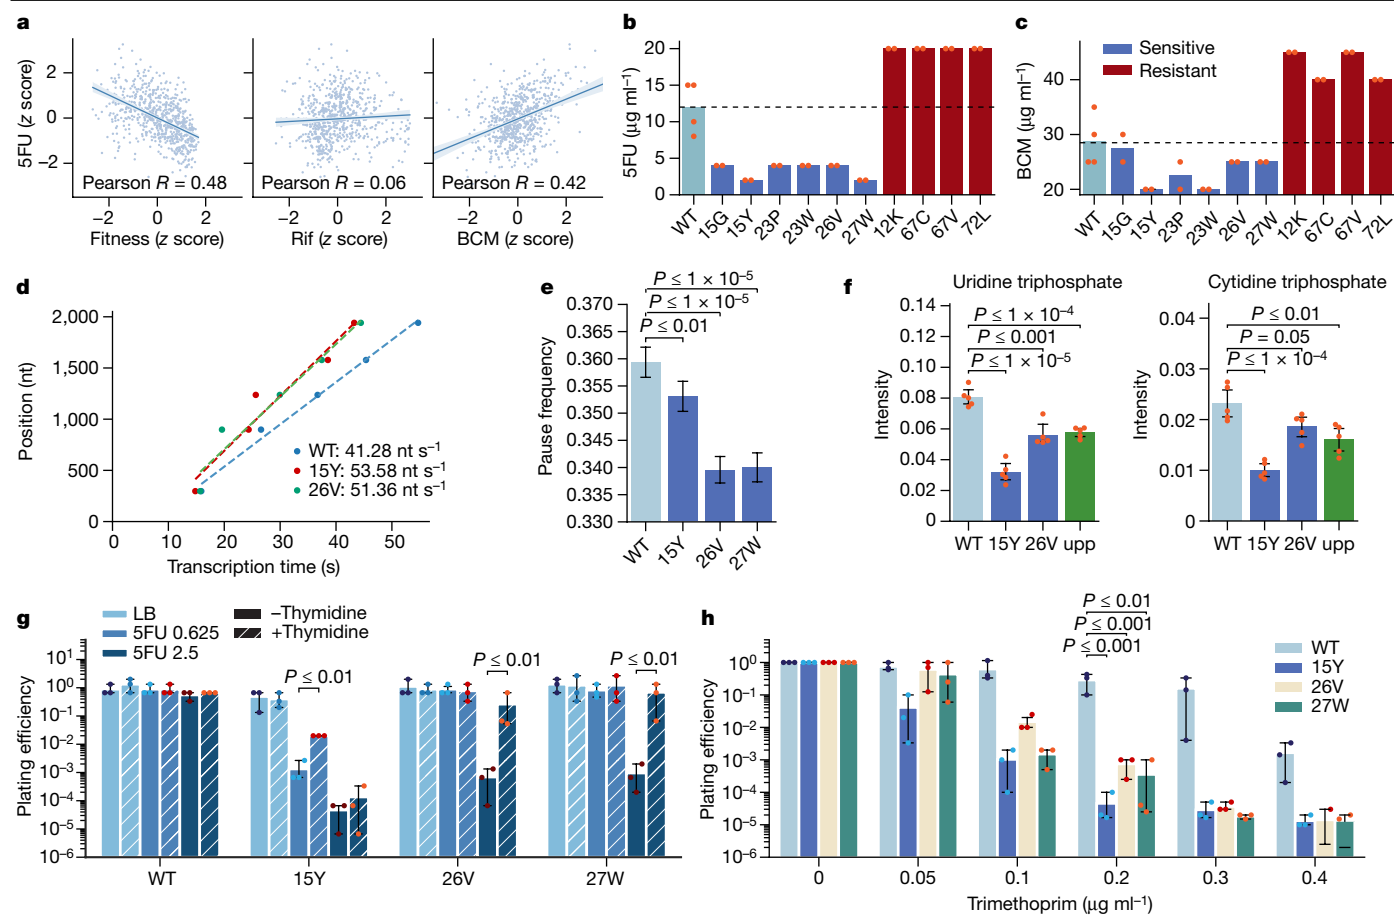 a
5FU (z score)
2
0
−2
Pearson R = 0.48
Pearson R = 0.06
Pearson R = 0.42
−2 0 2
−2 0 2
−2 0 2
Fitness (z score)
Rif (z score)
BCM (z score)
b
5FU (µg ml−1)
20
15
10
5
0
WT 15G 15Y 23P 23W 26V 27W 12K 67C 67V 72L
c
Sensitive
Resistant
BCM (µg ml−1)
40
30
20
WT 15G 15Y 23P 23W 26V 27W 12K 67C 67V 72L
d
Position (nt)
2,000
1,500
1,000
500
0
WT: 41.28 nt s−1
15Y: 53.58 nt s−1
26V: 51.36 nt s−1
0 10 20 30 40 50
Transcription time (s)
e
P ≤ 1 × 10−5
P ≤ 1 × 10−5
P ≤ 0.01
Pause frequency
0.370
0.365
0.360
0.355
0.350
0.345
0.340
0.335
0.330
WT 15Y 26V 27W
f
Uridine triphosphate
P ≤ 1 × 10−4
P ≤ 0.001
P ≤ 1 × 10−5
Intensity
0.14
0.12
0.10
0.08
0.06
0.04
0.02
0
WT 15Y 26V upp
Cytidine triphosphate
P ≤ 0.01
P = 0.05
P ≤ 1 × 10−4
Intensity
0.04
0.03
0.02
0.01
0
WT 15Y 26V upp
g
LB
5FU 0.625
5FU 2.5
−Thymidine
+Thymidine
P ≤ 0.01
P ≤ 0.01
P ≤ 0.01
Plating efficiency
101
100
10−1
10−2
10−3
10−4
10−5
10−6
WT 15Y 26V 27W
h
P ≤ 0.01
P ≤ 0.001
P ≤ 0.001
WT
15Y
26V
27W
Plating efficiency
100
10−1
10−2
10−3
10−4
10−5
10−6
0 0.05 0.1 0.2 0.3 0.4
Trimethoprim (µg ml−1)